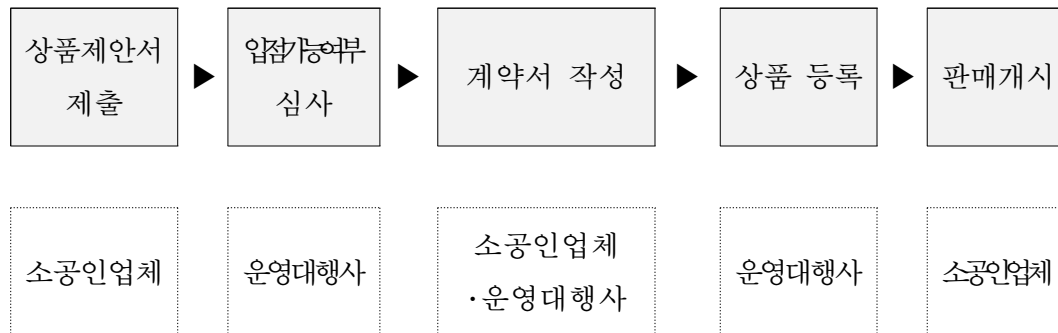 상품제안서
제출
▶
입점가능여부
심사
▶
계약서 작성
▶
상품 등록
▶
판매개시
소공인업체
운영대행사
소공인업체
·운영대행사
운영대행사
소공인업체